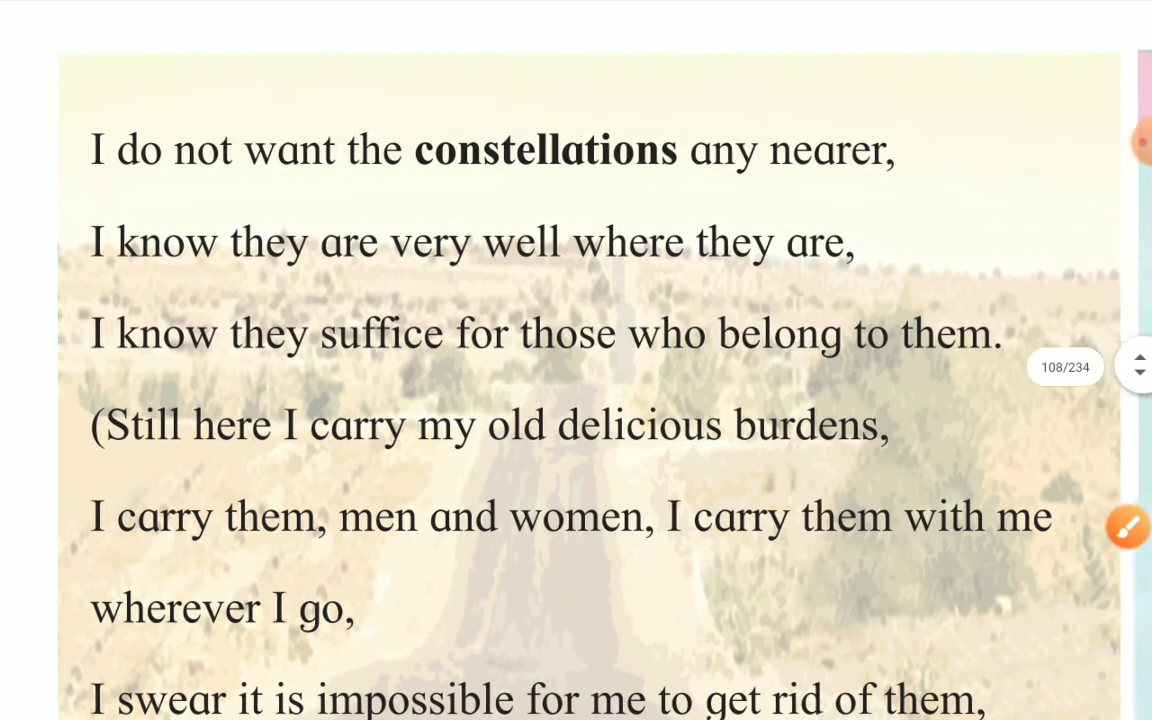 I do not want the constellations any nearer,
I know they are very well where they are,
I know they suffice for those who belong to them.
108/234
(Still here I carry my old delicious burdens,
I carry them, men and women, I carry them with me
wherever I go,
I swear it is impossible for me to get rid of them,